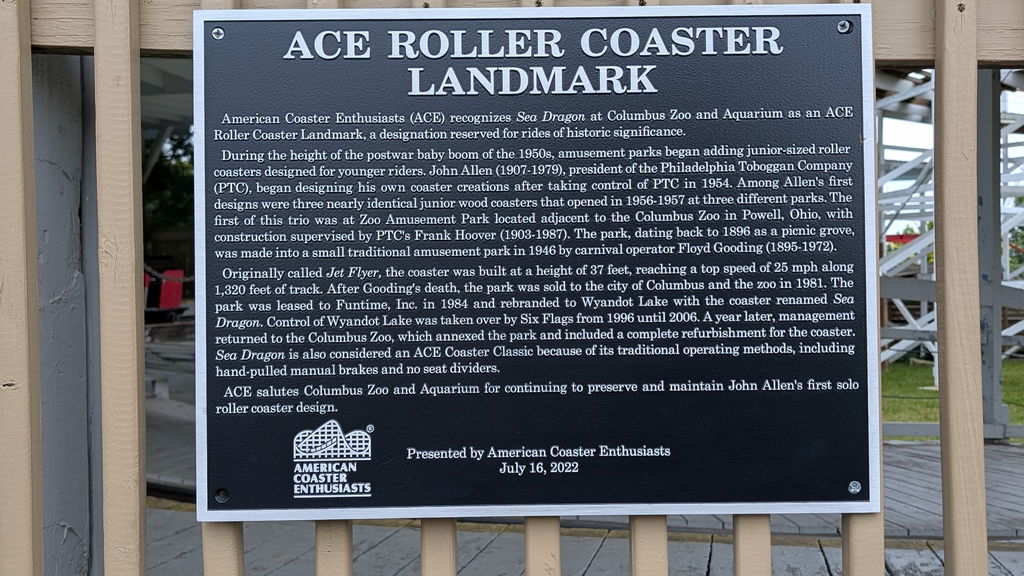 ACE ROLLER COASTER
LANDMARK
American Coaster Enthusiasts (ACE) recognizes Sea Dragon at Columbus Zoo and Aquarium as an ACE
Roller Coaster Landmark, a designation reserved for rides of historic significance.
During the height of the postwar baby boom of the 1950s, amusement parks began adding junior-sized roller
coasters designed for younger riders. John Allen (1907-1979), president of the Philadelphia Toboggan Company
(PTC), began designing his own coaster creations after taking control of PTC in 1954. Among Allen's first
designs were three nearly identical junior wood coasters that opened in 1956-1957 at three different parks. The
first of this trio was at Zoo Amusement Park located adjacent to the Columbus Zoo in Powell, Ohio, with
construction supervised by PTC's Frank Hoover (1903-1987). The park, dating back to 1896 as a picnic grove,
was made into a small traditional amusement park in 1946 by carnival operator Floyd Gooding (1895-1972).
Originally called Jet Flyer, the coaster was built at a height of 37 feet, reaching a top speed of 25 mph along
1,320 feet of track. After Gooding's death, the park was sold to the city of Columbus and the zoo in 1981. The
park was leased to Funtime, Inc. in 1984 and rebranded to Wyandot Lake with the coaster renamed Sea
Dragon. Control of Wyandot Lake was taken over by Six Flags from 1996 until 2006. A year later, management
returned to the Columbus Zoo, which annexed the park and included a complete refurbishment for the coaster.
Sea Dragon is also considered an ACE Coaster Classic because of its traditional operating methods, including
hand-pulled manual brakes and no seat dividers.
ACE salutes Columbus Zoo and Aquarium for continuing to preserve and maintain John Allen's first solo
roller coaster design.
®
AMERICAN
COASTER
ENTHUSIASTS
Presented by American Coaster Enthusiasts
July 16, 2022